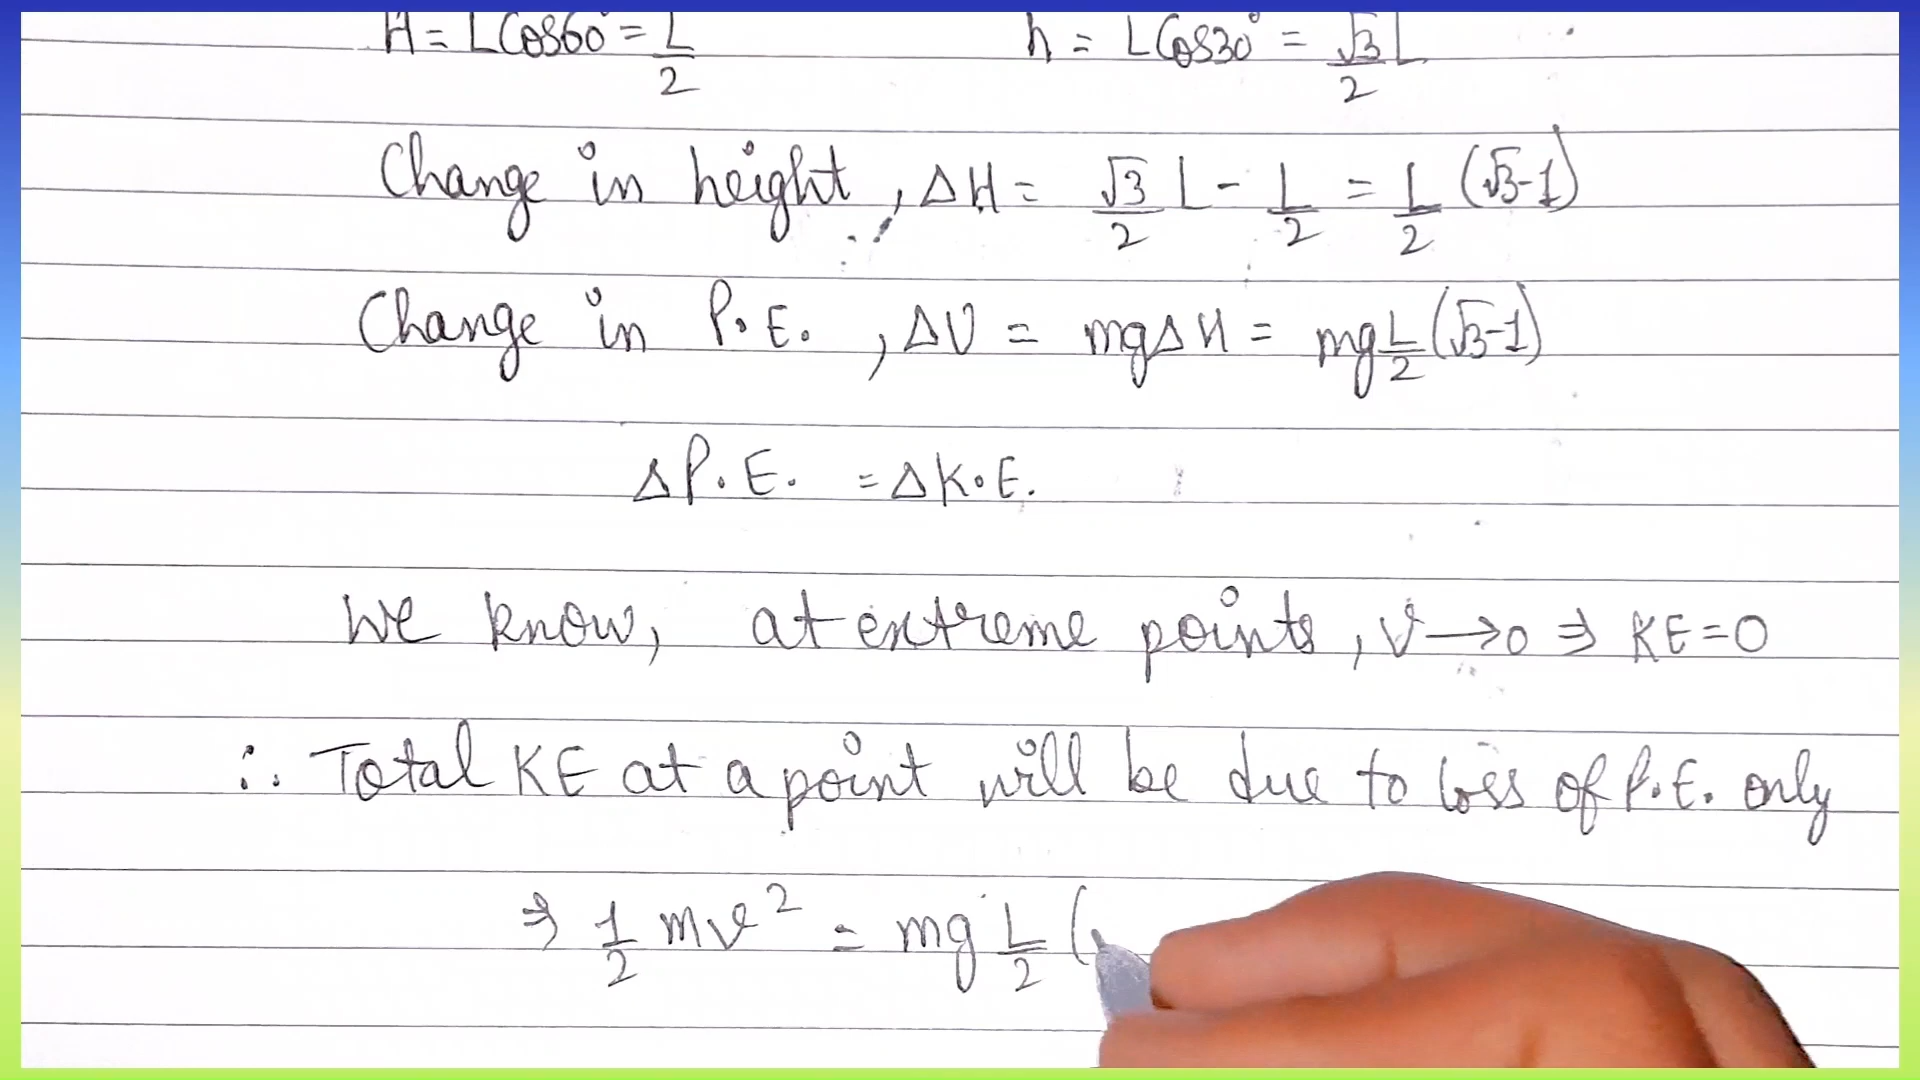 H = L Cos60° = L/2 h = L Cos30° = √3/2 L
Change in height, ΔH = √3/2 L - L/2 = L/2 (√3-1)
Change in P.E., ΔU = mgΔH = mg L/2 (√3-1)
ΔP.E. = ΔK.E.
We know, at extreme points, v → 0 ⇒ KE = 0
∴ Total KE at a point will be due to loss of P.E. only
⇒ 1/2 mv² = mg L/2 (